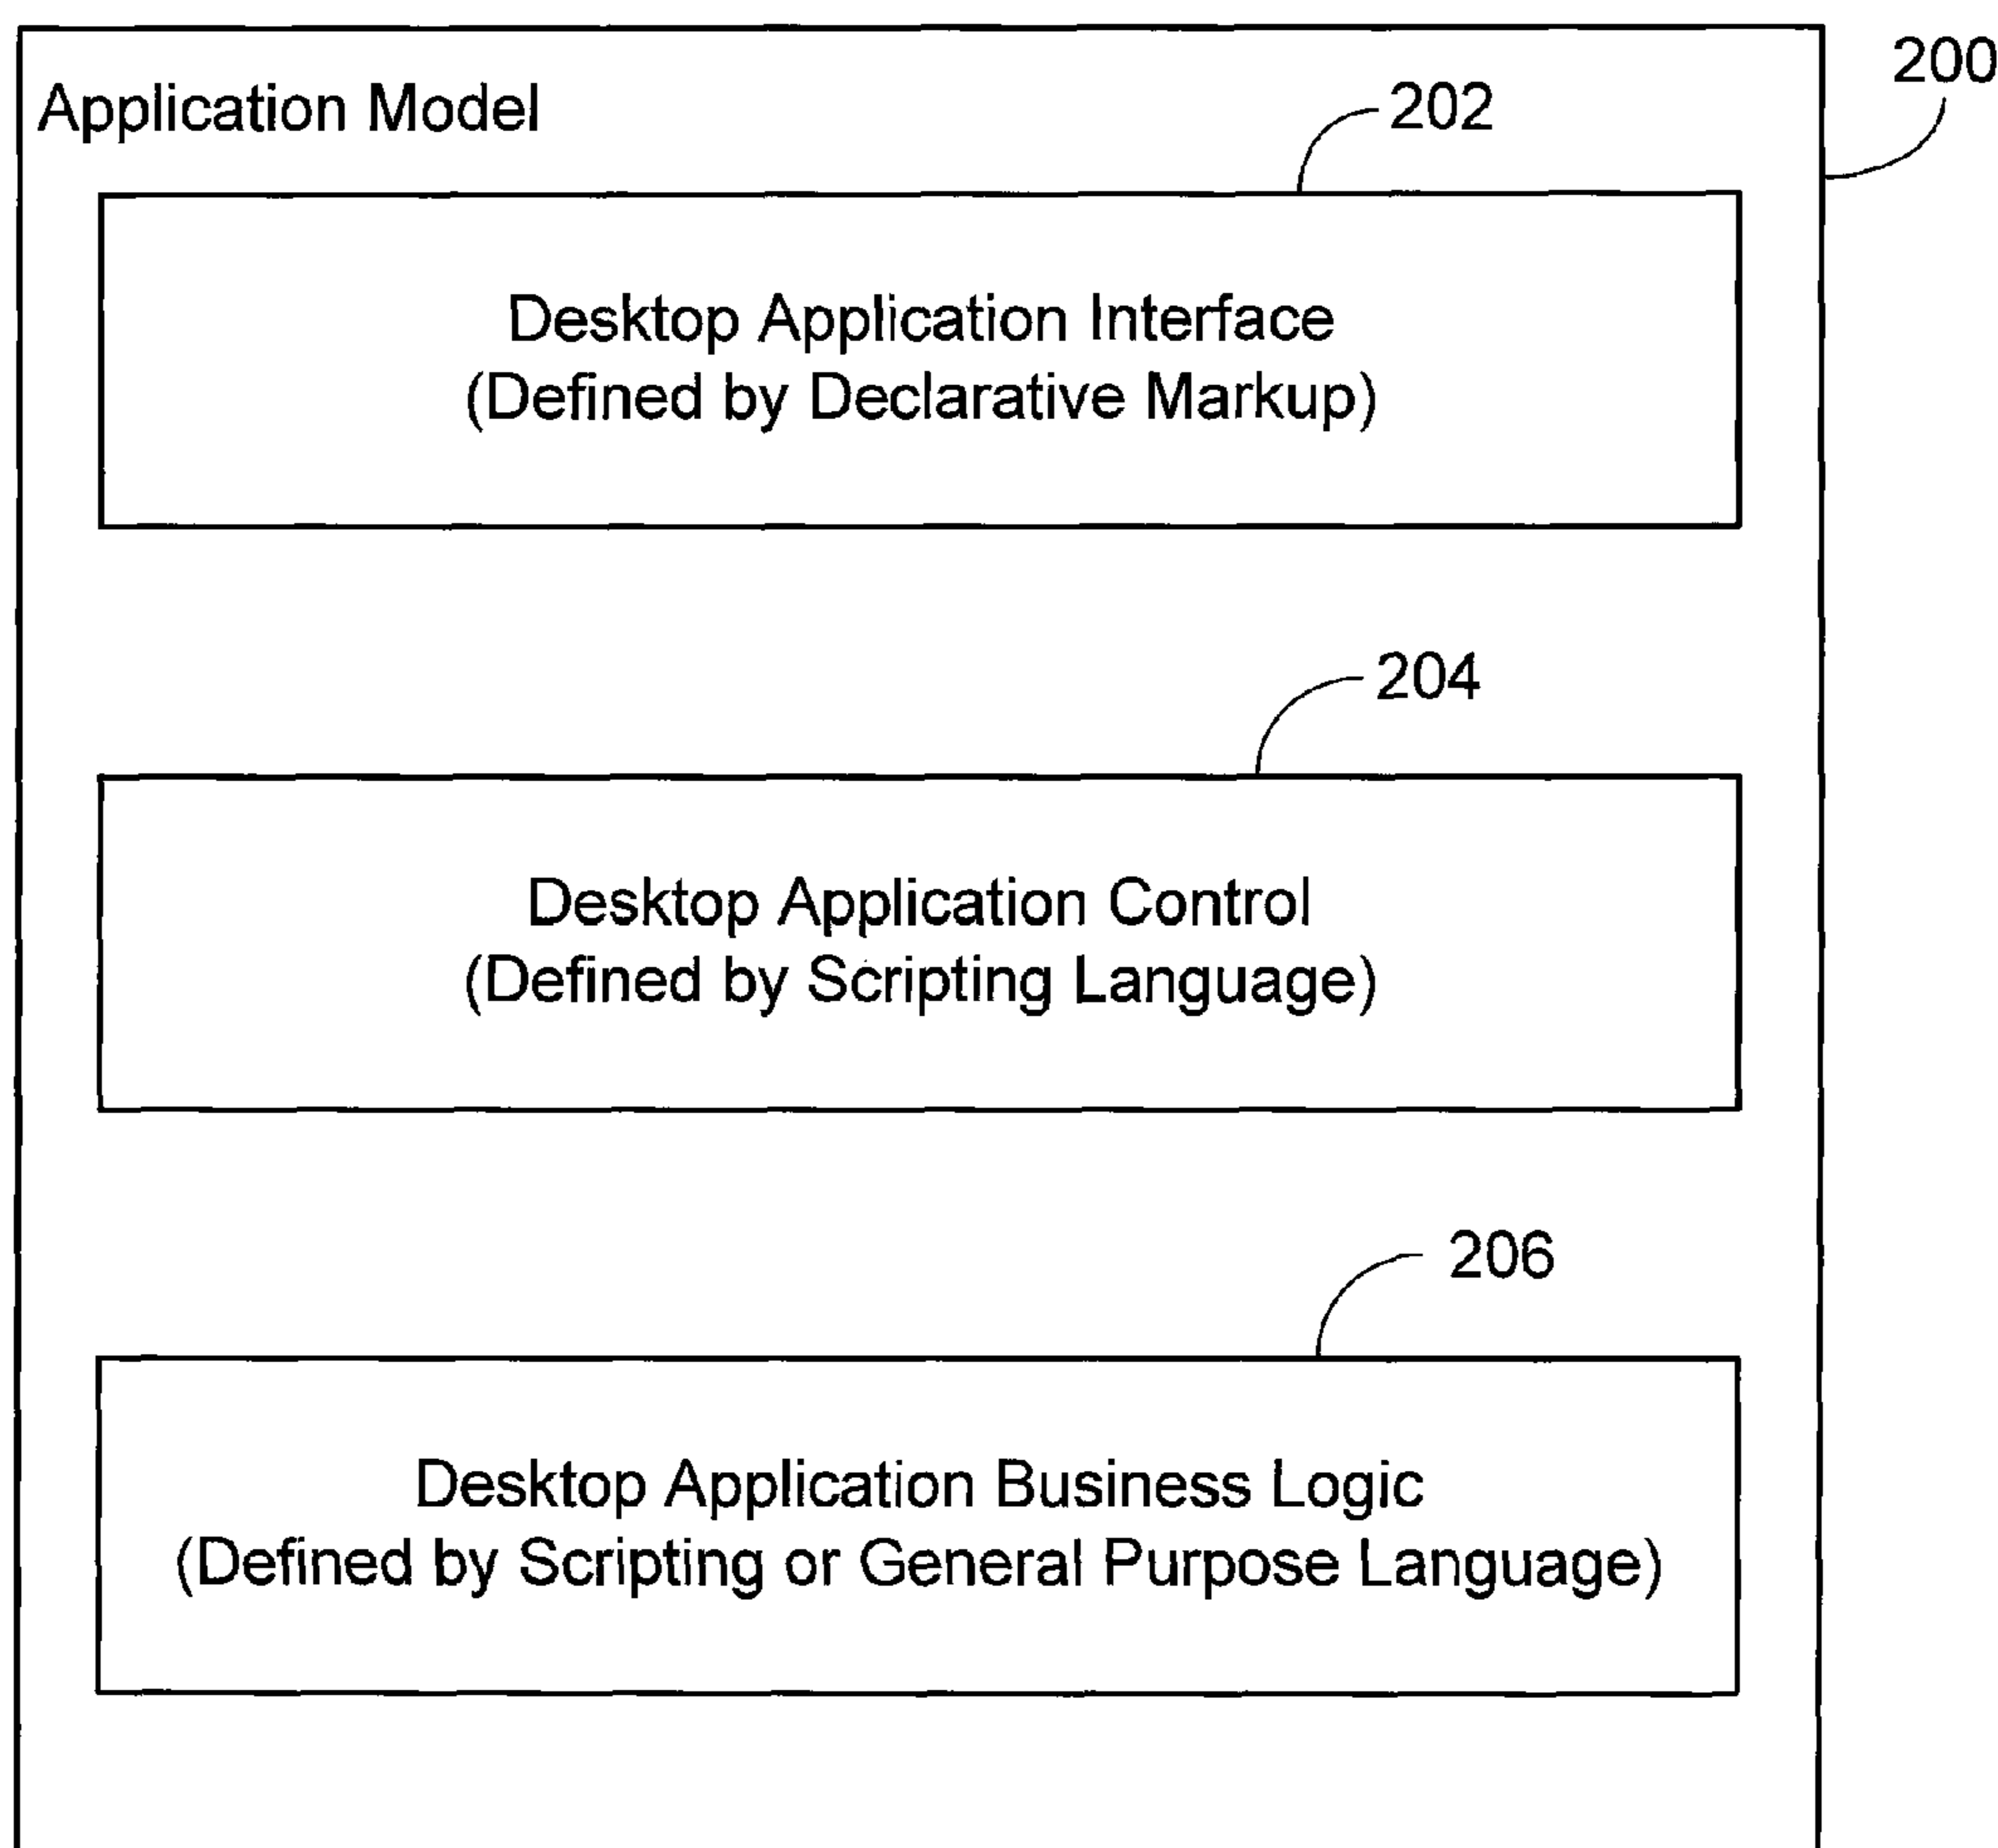 200
Application Model
202
Desktop Application Interface
(Defined by Declarative Markup)
204
Desktop Application Control
(Defined by Scripting Language)
206
Desktop Application Business Logic
(Defined by Scripting or General Purpose Language)